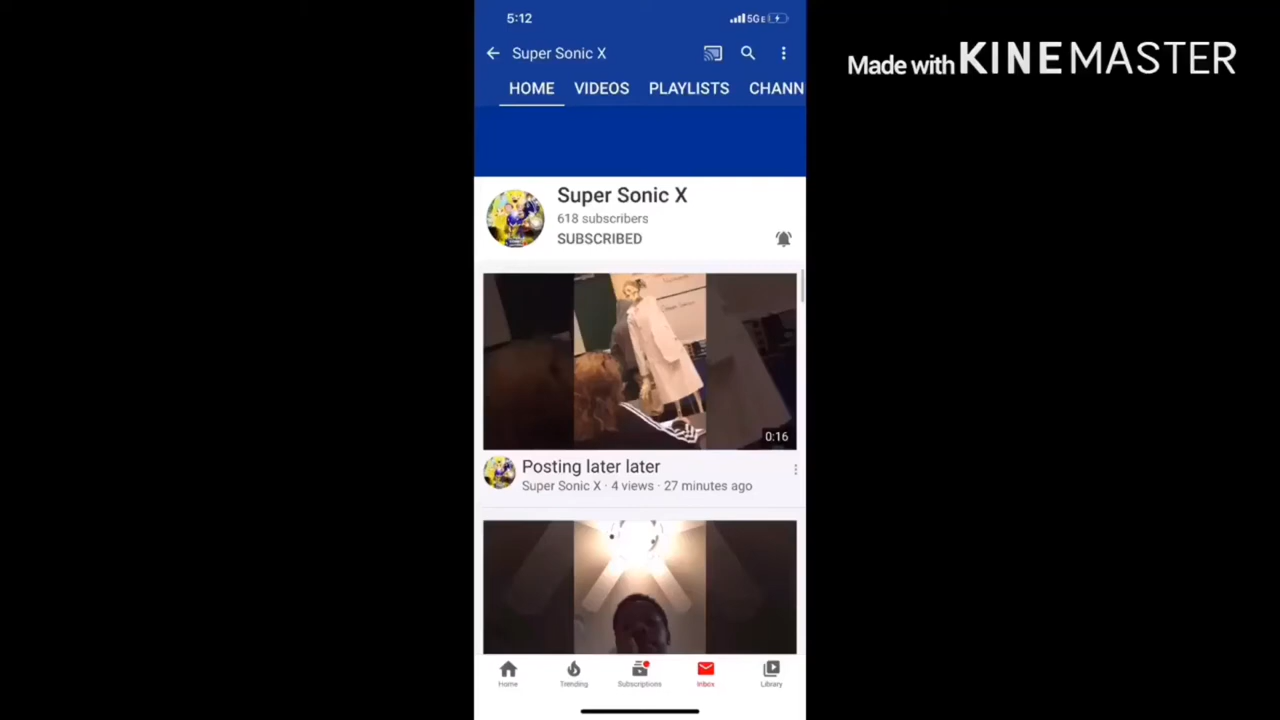 5:12
5GE
Super Sonic X
HOME VIDEOS PLAYLISTS CHANN
Super Sonic X
618 subscribers
SUBSCRIBED
0:16
Posting later later
Super Sonic X · 4 views · 27 minutes ago
Home Trending Subscriptions Inbox Library
Made with KINEMASTER